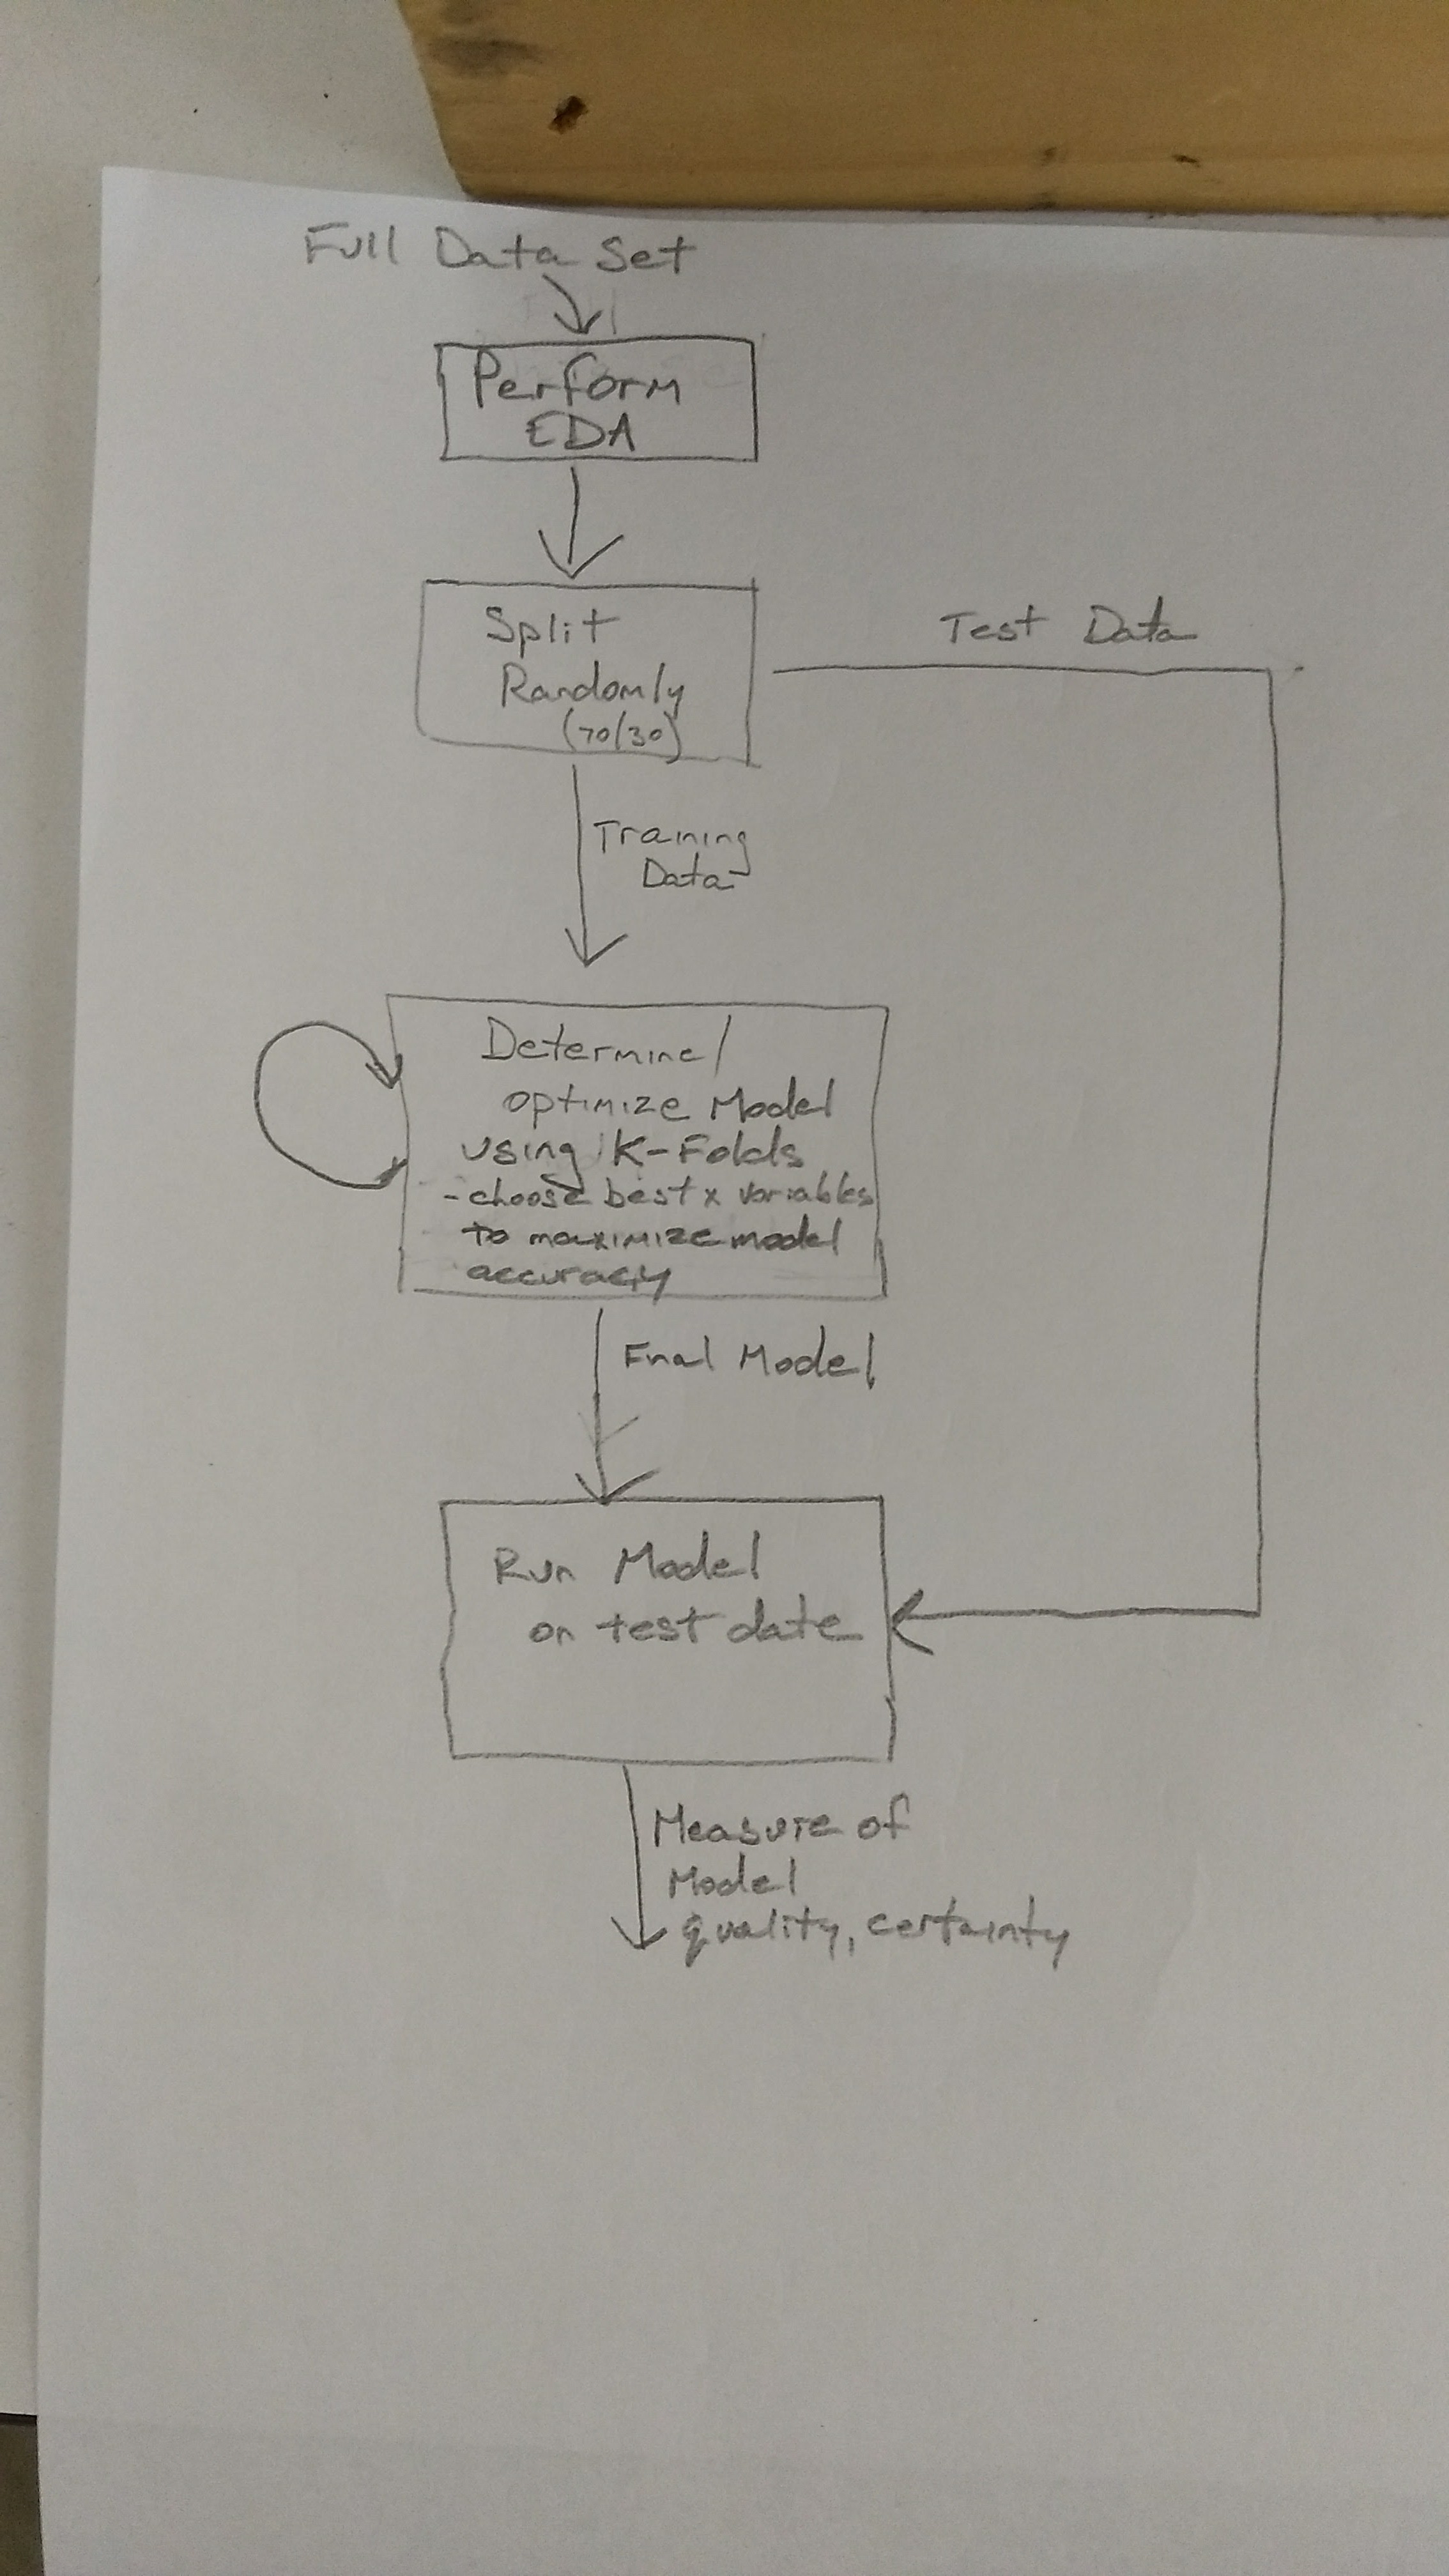 Full Data Set
Perform
EDA
Split
Randomly
(70/30)
Test Data
Training
Data
Determine/
optimize Model
using K-Folds
-choose best x variables
to maximize model
accuracy
Final Model
Run Model
on test date
Measure of
Model
quality, certainty